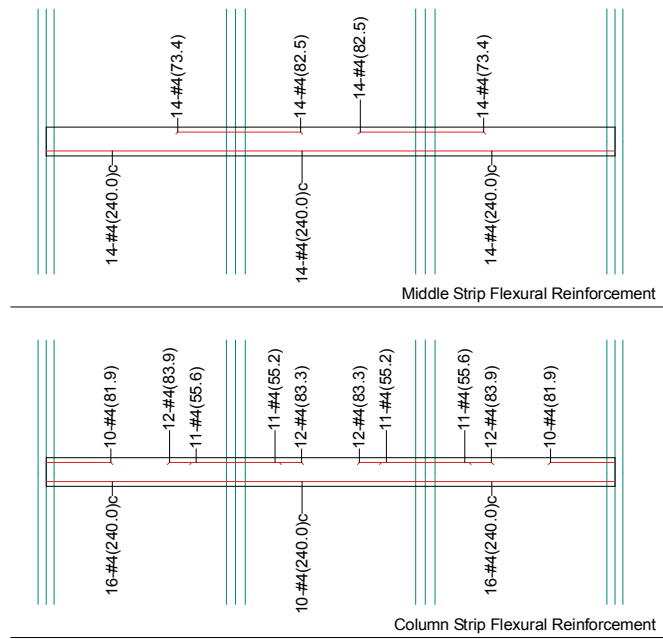 14-#4(73.4)
14-#4(82.5)
14-#4(82.5)
14-#4(73.4)
14-#4(240.0)c
14-#4(240.0)c
14-#4(240.0)c
Middle Strip Flexural Reinforcement
10-#4(81.9)
12-#4(83.9)
11-#4(55.6)
11-#4(55.2)
12-#4(83.3)
12-#4(83.3)
11-#4(55.2)
11-#4(55.6)
12-#4(83.9)
10-#4(81.9)
16-#4(240.0)c
10-#4(240.0)c
16-#4(240.0)c
Column Strip Flexural Reinforcement